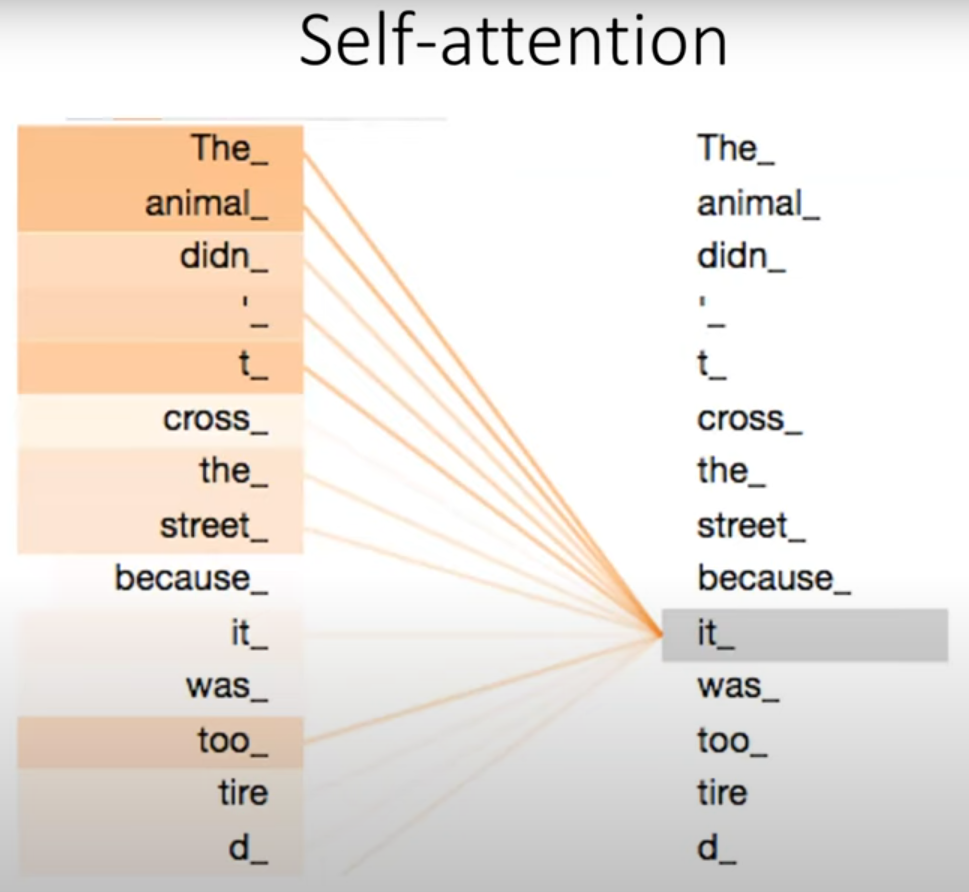 Self-attention
The_ The_
animal_ animal_
didn_ didn_
'_ '_
t_ t_
cross_ cross_
the_ the_
street_ street_
because_ because_
it_ it_
was_ was_
too_ too_
tire tire
d_ d_